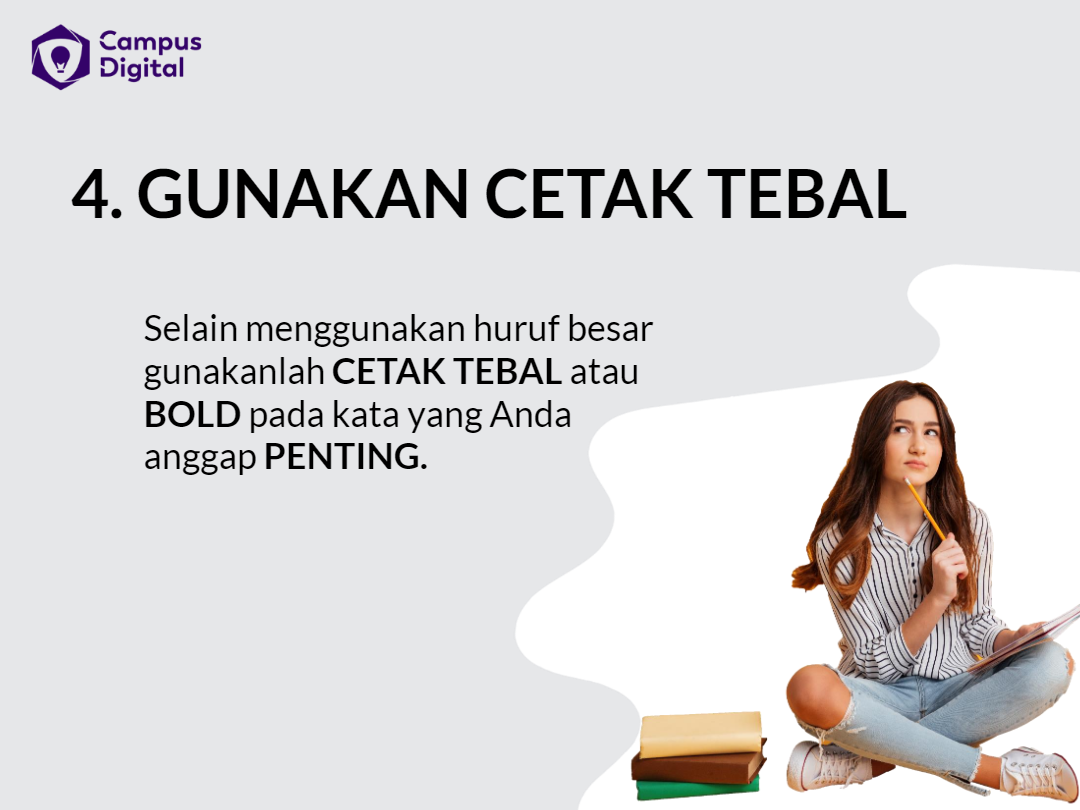 Campus
Digital
4. GUNAKAN CETAK TEBAL
Selain menggunakan huruf besar
gunakanlah CETAK TEBAL atau
BOLD pada kata yang Anda
anggap PENTING.